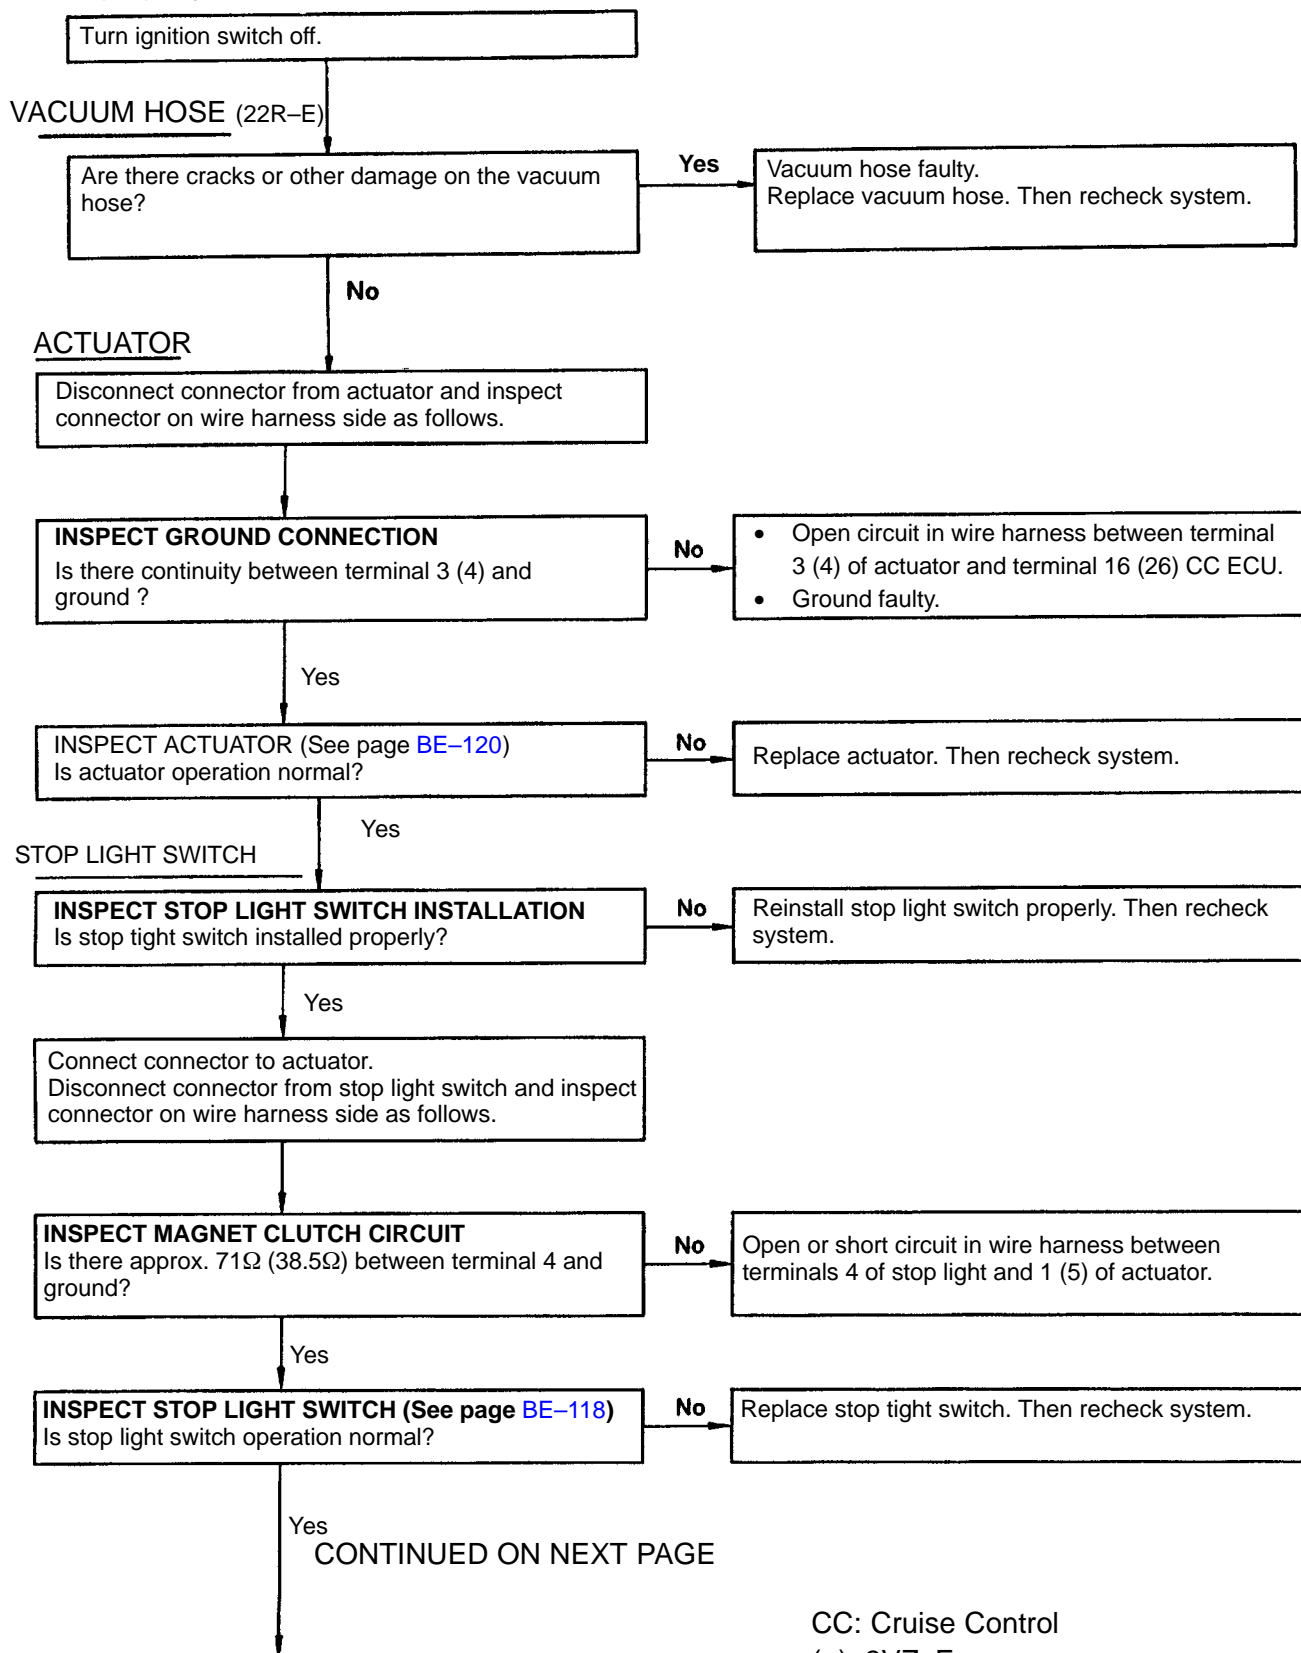 Turn ignition switch off.
VACUUM HOSE (22R–E)
Are there cracks or other damage on the vacuum
hose?
Yes
Vacuum hose faulty.
Replace vacuum hose. Then recheck system.
No
ACTUATOR
Disconnect connector from actuator and inspect
connector on wire harness side as follows.
INSPECT GROUND CONNECTION
Is there continuity between terminal 3 (4) and
ground ?
No
• Open circuit in wire harness between terminal
3 (4) of actuator and terminal 16 (26) CC ECU.
• Ground faulty.
Yes
INSPECT ACTUATOR (See page BE–120)
Is actuator operation normal?
No
Replace actuator. Then recheck system.
Yes
STOP LIGHT SWITCH
INSPECT STOP LIGHT SWITCH INSTALLATION
Is stop tight switch installed properly?
No
Reinstall stop light switch properly. Then recheck
system.
Yes
Connect connector to actuator.
Disconnect connector from stop light switch and inspect
connector on wire harness side as follows.
INSPECT MAGNET CLUTCH CIRCUIT
Is there approx. 71Ω (38.5Ω) between terminal 4 and
ground?
No
Open or short circuit in wire harness between
terminals 4 of stop light and 1 (5) of actuator.
Yes
INSPECT STOP LIGHT SWITCH (See page BE–118)
Is stop light switch operation normal?
No
Replace stop tight switch. Then recheck system.
Yes
CONTINUED ON NEXT PAGE
CC: Cruise Control